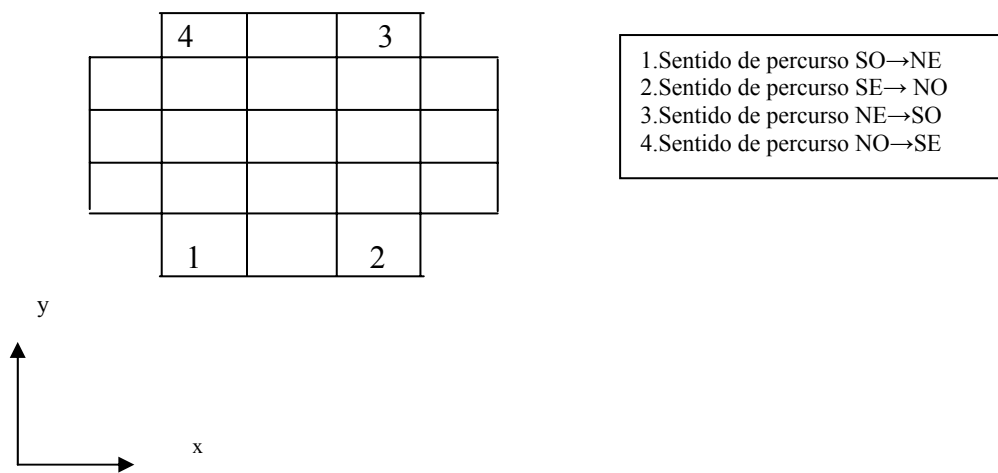 4 3
1.Sentido de percurso SO→NE
2.Sentido de percurso SE→ NO
3.Sentido de percurso NE→SO
4.Sentido de percurso NO→SE
1 2
y
x